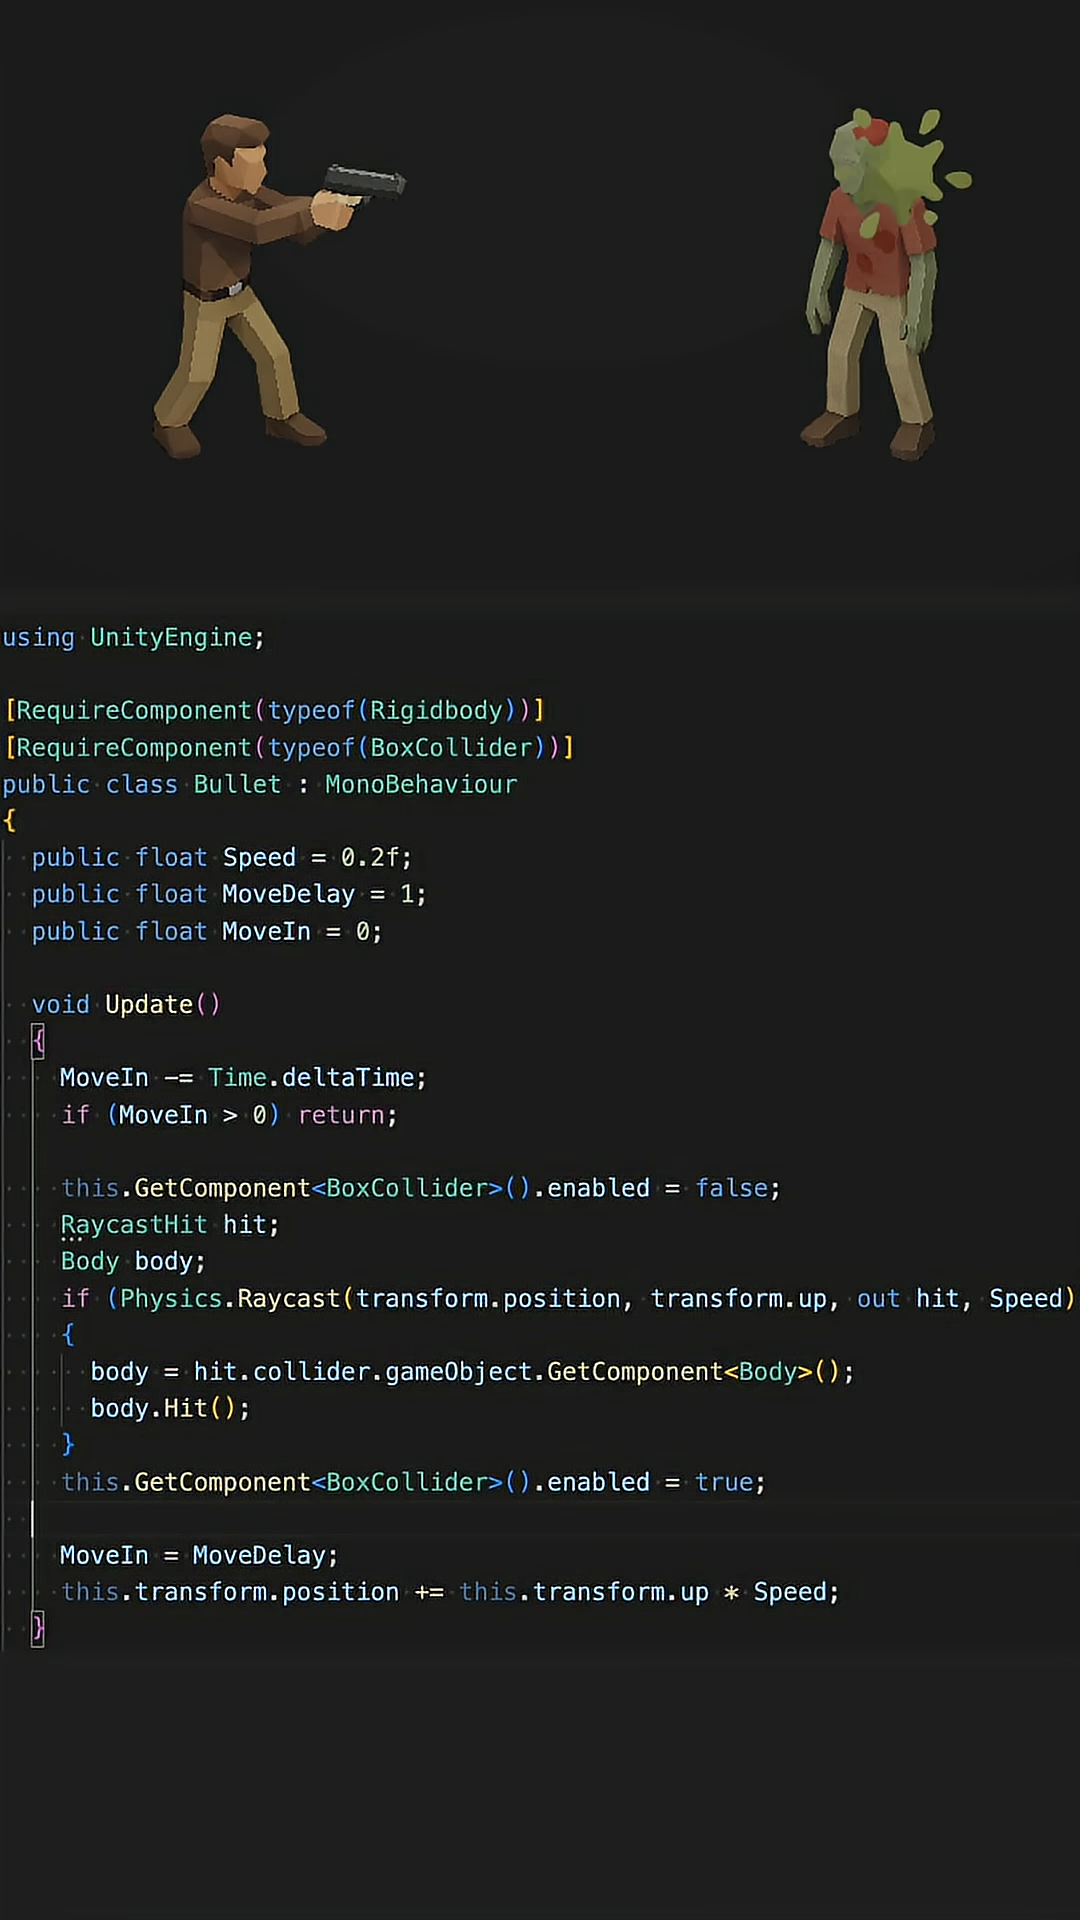 using UnityEngine;
[RequireComponent(typeof(Rigidbody))]
[RequireComponent(typeof(BoxCollider))]
public class Bullet : MonoBehaviour
{
public float Speed = 0.2f;
public float MoveDelay = 1;
public float MoveIn = 0;
void Update()
{
MoveIn -= Time.deltaTime;
if (MoveIn > 0) return;
this.GetComponent<BoxCollider>().enabled = false;
RaycastHit hit;
Body body;
if (Physics.Raycast(transform.position, transform.up, out hit, Speed)
{
body = hit.collider.gameObject.GetComponent<Body>();
body.Hit();
}
this.GetComponent<BoxCollider>().enabled = true;
MoveIn = MoveDelay;
this.transform.position += this.transform.up * Speed;
}